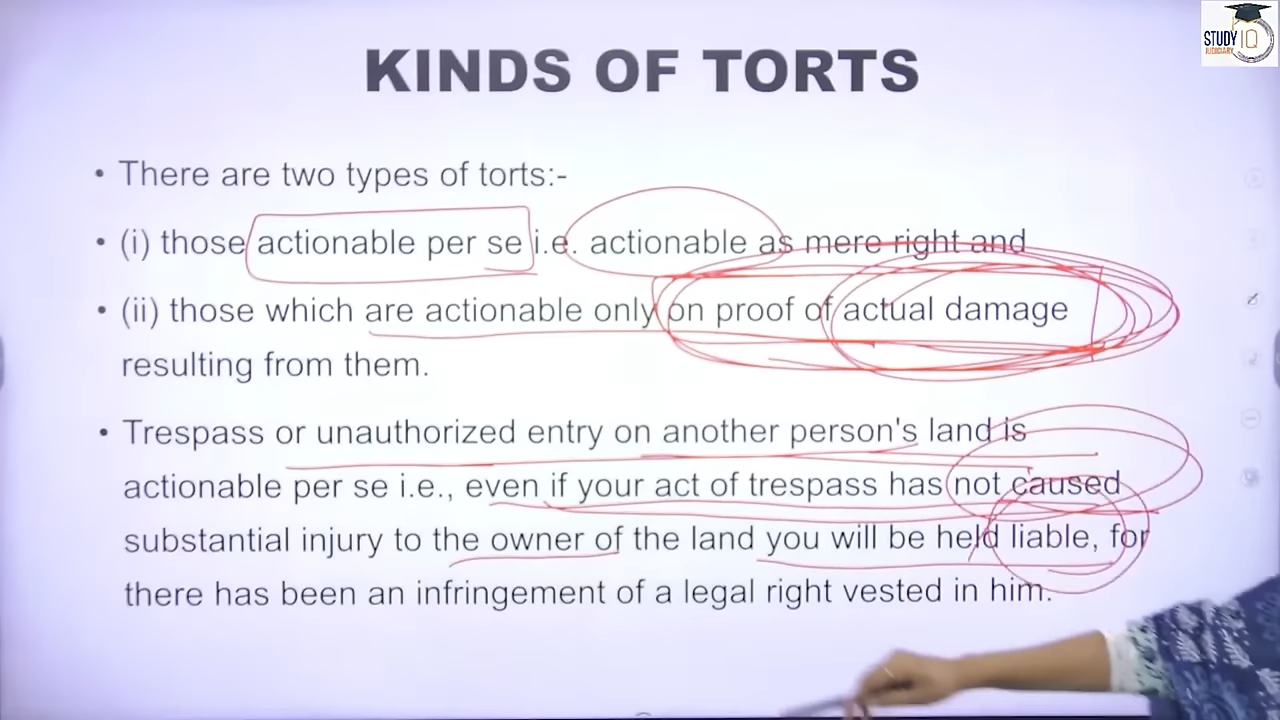 STUDY IQ
JUDICIARY
KINDS OF TORTS
• There are two types of torts:-
• (i) those actionable per se i.e. actionable as mere right and
• (ii) those which are actionable only on proof of actual damage
resulting from them.
• Trespass or unauthorized entry on another person's land is
actionable per se i.e., even if your act of trespass has not caused
substantial injury to the owner of the land you will be held liable, for
there has been an infringement of a legal right vested in him.